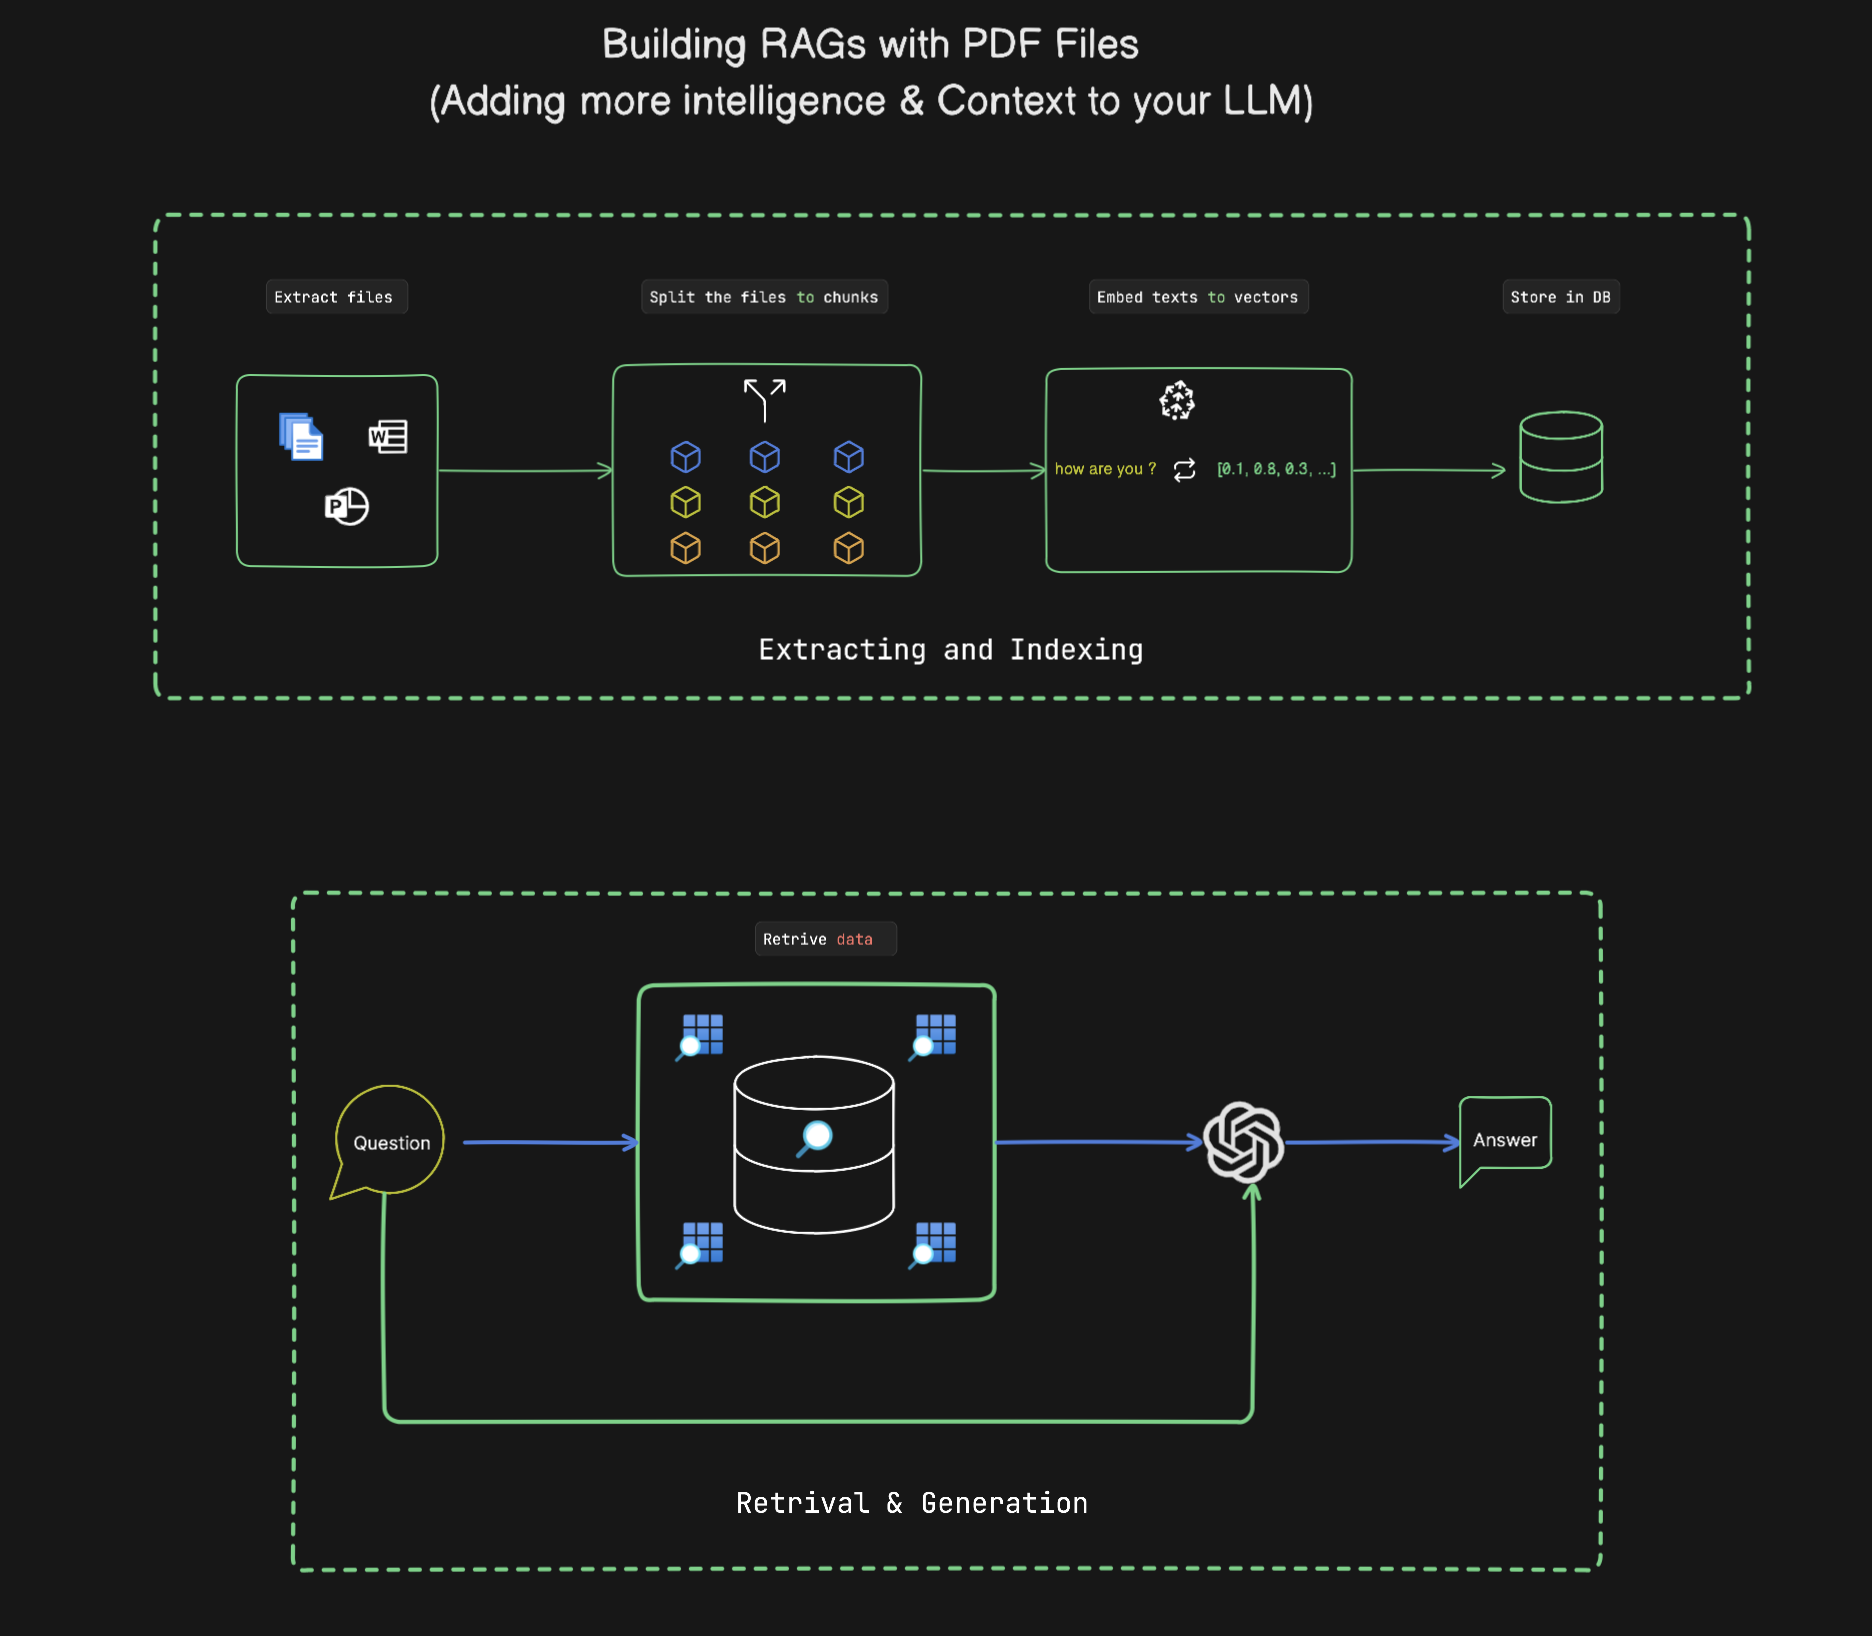 Building RAGs with PDF Files
(Adding more intelligence & Context to your LLM)
Extract files
Split the files to chunks
Embed texts to vectors
Store in DB
W
P
how are you ?
[0.1, 0.8, 0.3, ...]
Extracting and Indexing
Retrive data
Question
Answer
Retrival & Generation